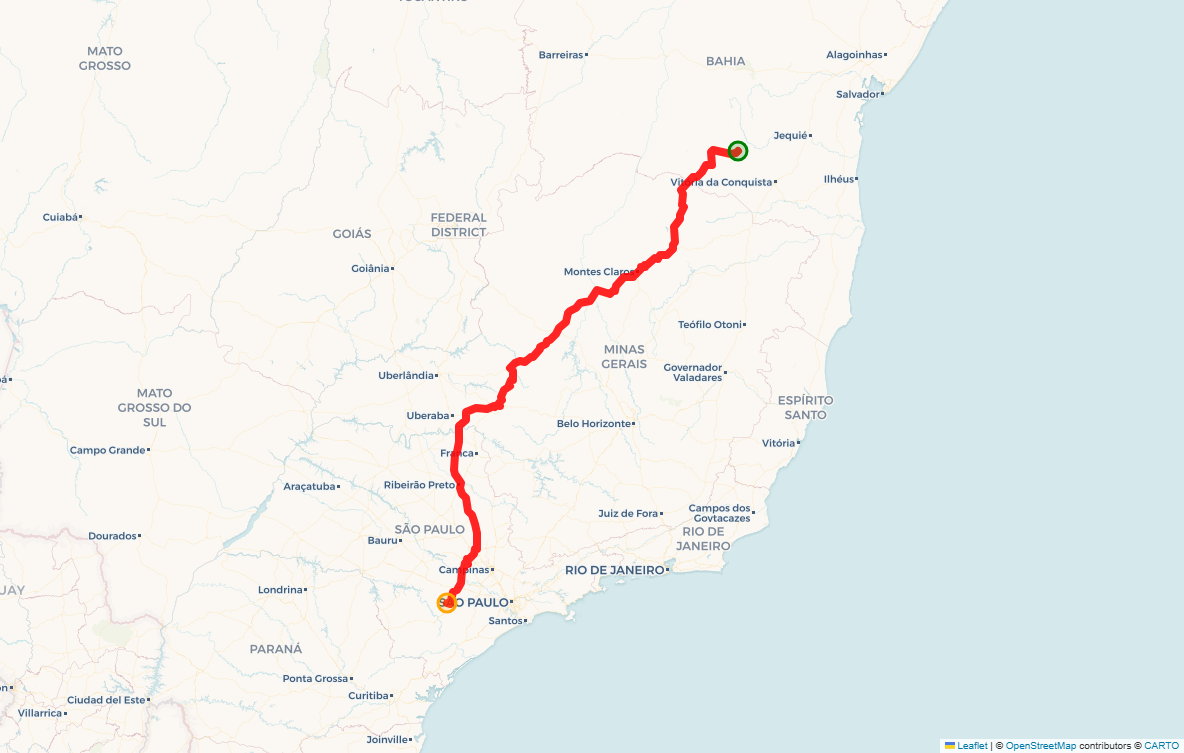 MATO
GROSSO
Barreiras
BAHIA
Alagoinhas
Salvador
Jequié
Vitória da Conquista
Ilhéus
Cuiabá
GOIÁS
FEDERAL
DISTRICT
Goiânia
Montes Claros
Teófilo Otoni
MINAS
GERAIS
Governador
Valadares
Uberlândia
MATO
GROSSO DO
SUL
ESPÍRITO
SANTO
Uberaba
Belo Horizonte
Vitória
Campo Grande
Franca
Araçatuba
Ribeirão Preto
Juiz de Fora
Campos dos
Govtacazes
SÃO PAULO
RIO DE
JANEIRO
Dourados
Bauru
Campinas
RIO DE JANEIRO
Londrina
SÃO PAULO
Santos
PARANÁ
Ponta Grossa
Curitiba
Ciudad del Este
Villarrica
Joinville
Leaflet | © OpenStreetMap contributors © CARTO